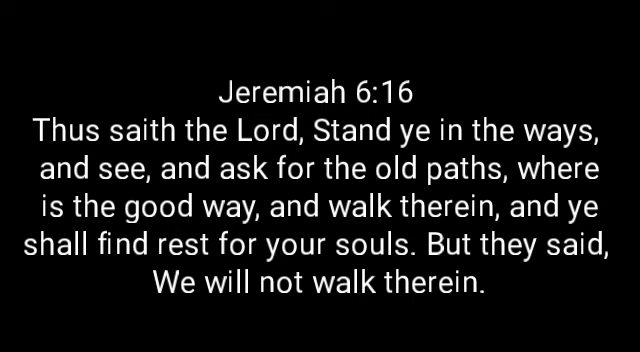 Jeremiah 6:16
Thus saith the Lord, Stand ye in the ways,
and see, and ask for the old paths, where
is the good way, and walk therein, and ye
shall find rest for your souls. But they said,
We will not walk therein.